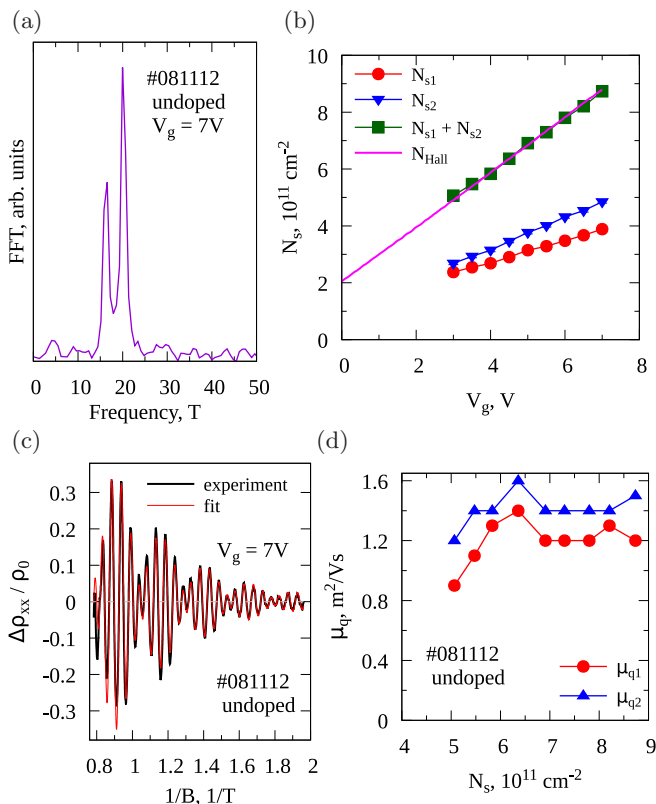 (a)
#081112
undoped
V_g = 7V
FFT, arb. units
0 10 20 30 40 50
Frequency, T
(b)
N_s1
N_s2
N_s1 + N_s2
N_Hall
10
8
6
4
2
0
N_s, 10^11 cm^-2
0 2 4 6 8
V_g, V
(c)
experiment
fit
V_g = 7V
0.3
0.2
0.1
0
-0.1
-0.2
-0.3
Δρ_xx / ρ_0
#081112
undoped
0.8 1 1.2 1.4 1.6 1.8 2
1/B, 1/T
(d)
1.6
1.2
0.8
0.4
0
μ_q, m^2/Vs
#081112
undoped
μ_q1
μ_q2
4 5 6 7 8 9
N_s, 10^11 cm^-2